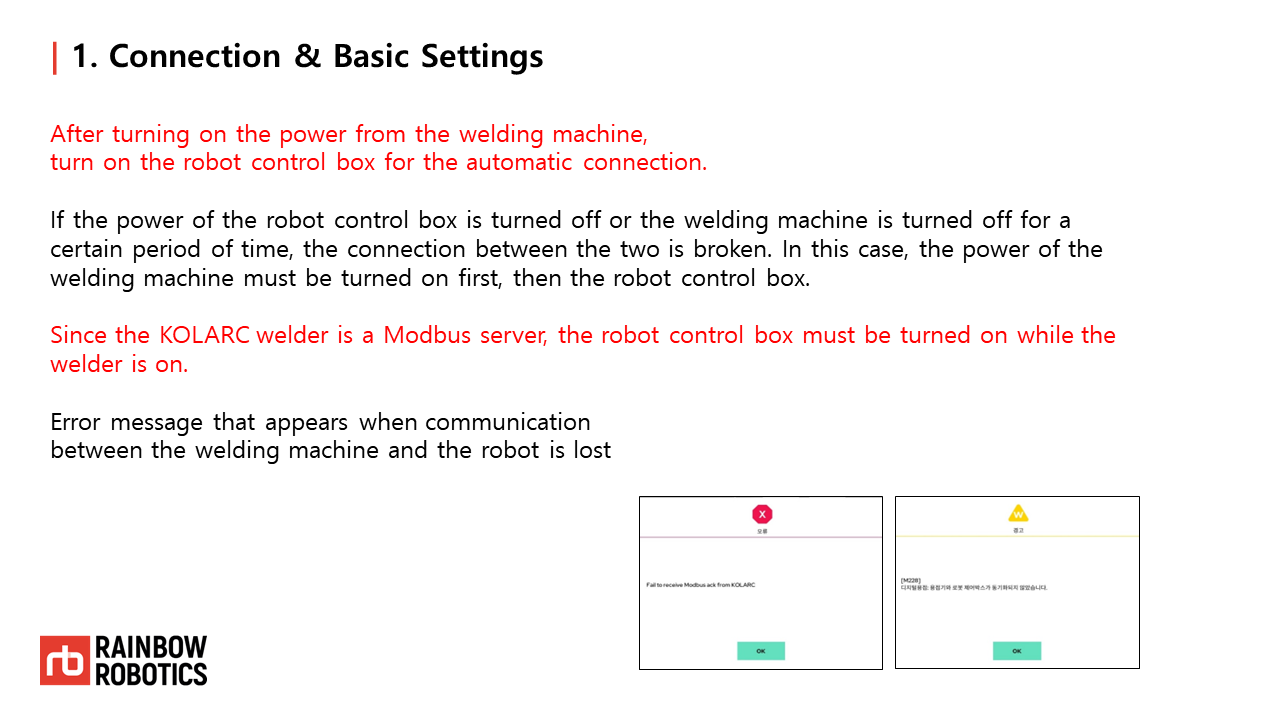 1. Connection & Basic Settings
After turning on the power from the welding machine,
turn on the robot control box for the automatic connection.
If the power of the robot control box is turned off or the welding machine is turned off for a
certain period of time, the connection between the two is broken. In this case, the power of the
welding machine must be turned on first, then the robot control box.
Since the KOLARC welder is a Modbus server, the robot control box must be turned on while the
welder is on.
Error message that appears when communication
between the welding machine and the robot is lost
X
오류
Fail to receive Modbus ack from KOLARC
OK
W
경고
[M228]
디지털용접: 용접기와 로봇 제어박스가 동기화되지 않았습니다.
OK
rb RAINBOW
ROBOTICS